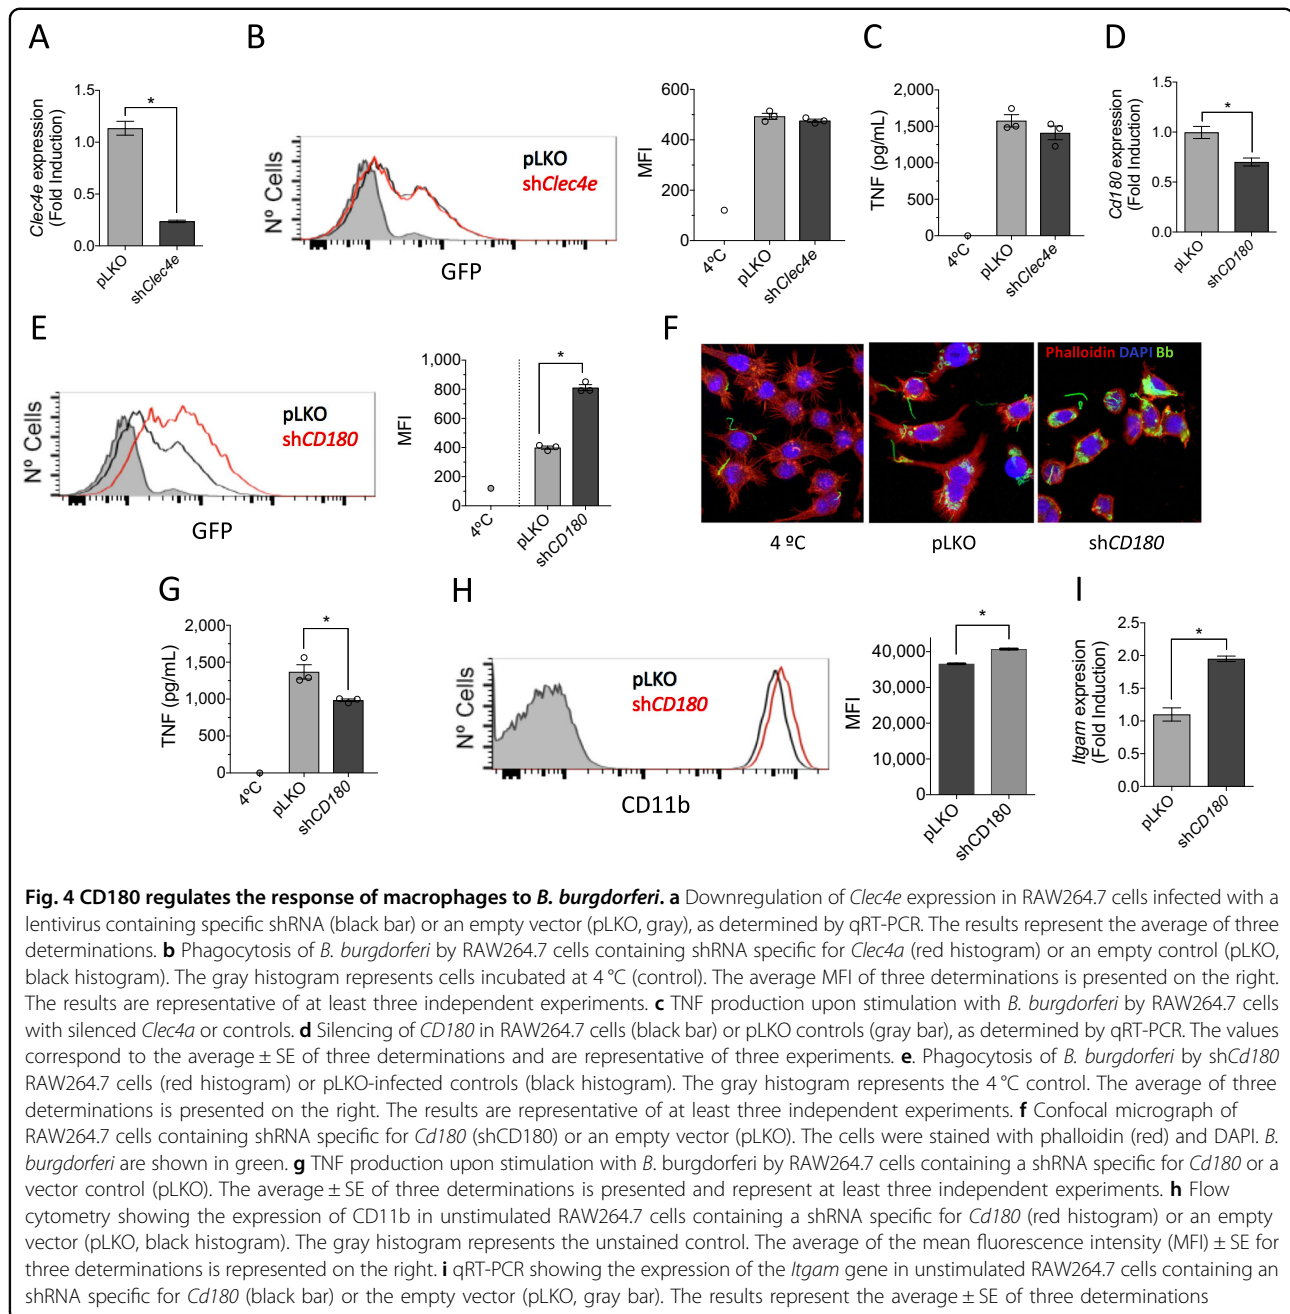 A
B
C
D
Clec4e expression
(Fold Induction)
1.5
1.0
0.5
0.0
*
pLKO
shClec4e
Nº Cells
pLKO
shClec4e
GFP
MFI
600
400
200
0
4ºC
pLKO
shClec4e
TNF (pg/mL)
2,000
1,500
1,000
500
0
4ºC
pLKO
shClec4e
Cd180 expression
(Fold Induction)
1.5
1.0
0.5
0.0
*
pLKO
shCD180
E
F
Nº Cells
pLKO
shCD180
GFP
MFI
1,000
800
600
400
200
0
*
4ºC
pLKO
shCD180
Phalloidin DAPI Bb
4 ºC
pLKO
shCD180
G
H
I
TNF (pg/mL)
2,000
1,500
1,000
500
0
*
4ºC
pLKO
shCD180
Nº Cells
pLKO
shCD180
CD11b
MFI
40,000
30,000
20,000
10,000
0
*
pLKO
shCD180
Itgam expresion
(Fold Induction)
2.5
2.0
1.5
1.0
0.5
0.0
*
pLKO
shCD180
Fig. 4 CD180 regulates the response of macrophages to B. burgdorferi. a Downregulation of Clec4e expression in RAW264.7 cells infected with a
lentivirus containing specific shRNA (black bar) or an empty vector (pLKO, gray), as determined by qRT-PCR. The results represent the average of three
determinations. b Phagocytosis of B. burgdorferi by RAW264.7 cells containing shRNA specific for Clec4a (red histogram) or an empty control (pLKO,
black histogram). The gray histogram represents cells incubated at 4 °C (control). The average MFI of three determinations is presented on the right.
The results are representative of at least three independent experiments. c TNF production upon stimulation with B. burgdorferi by RAW264.7 cells
with silenced Clec4a or controls. d Silencing of CD180 in RAW264.7 cells (black bar) or pLKO controls (gray bar), as determined by qRT-PCR. The values
correspond to the average ± SE of three determinations and are representative of three experiments. e. Phagocytosis of B. burgdorferi by shCd180
RAW264.7 cells (red histogram) or pLKO-infected controls (black histogram). The gray histogram represents the 4 °C control. The average of three
determinations is presented on the right. The results are representative of at least three independent experiments. f Confocal micrograph of
RAW264.7 cells containing shRNA specific for Cd180 (shCD180) or an empty vector (pLKO). The cells were stained with phalloidin (red) and DAPI. B.
burgdorferi are shown in green. g TNF production upon stimulation with B. burgdorferi by RAW264.7 cells containing a shRNA specific for Cd180 or a
vector control (pLKO). The average ± SE of three determinations is presented and represent at least three independent experiments. h Flow
cytometry showing the expression of CD11b in unstimulated RAW264.7 cells containing a shRNA specific for Cd180 (red histogram) or an empty
vector (pLKO, black histogram). The gray histogram represents the unstained control. The average of the mean fluorescence intensity (MFI) ± SE for
three determinations is represented on the right. i qRT-PCR showing the expression of the Itgam gene in unstimulated RAW264.7 cells containing an
shRNA specific for Cd180 (black bar) or the empty vector (pLKO, gray bar). The results represent the average ± SE of three determinations